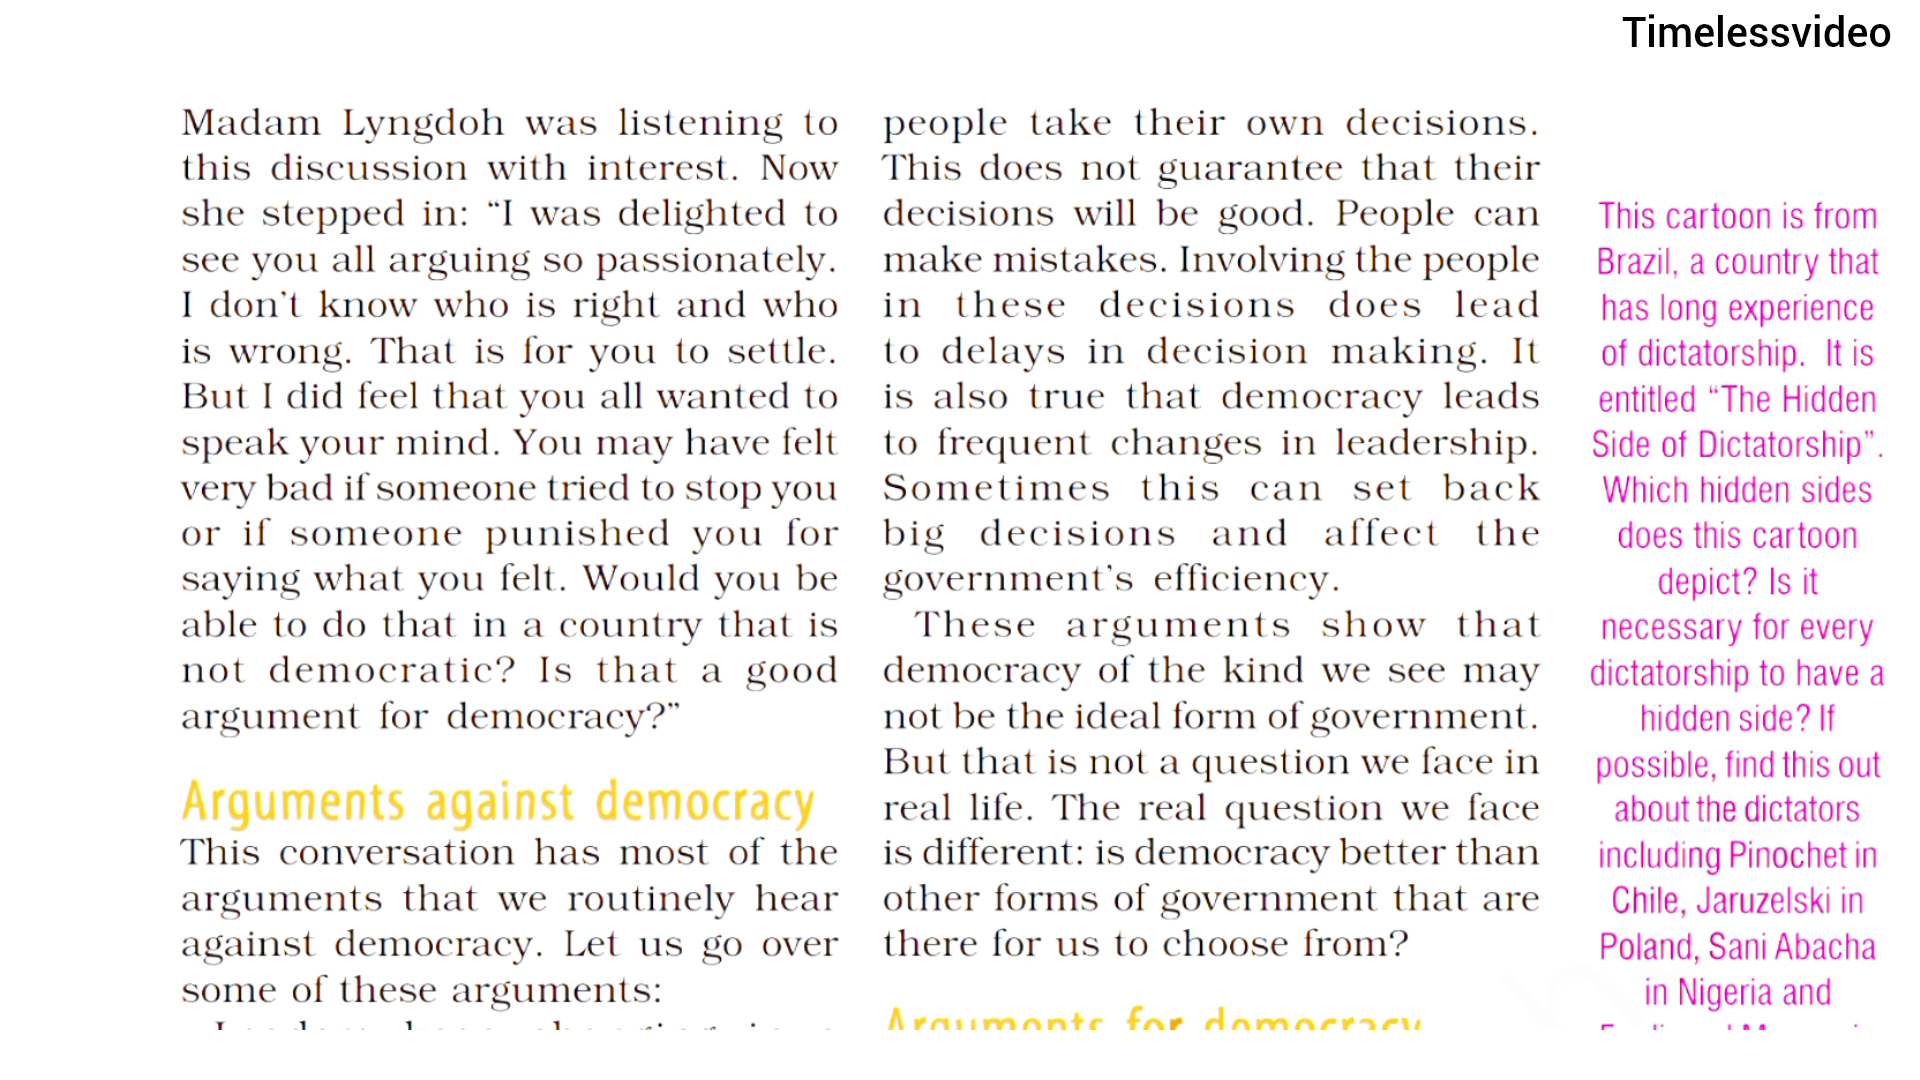 Timelessvideo
Madam Lyngdoh was listening to
this discussion with interest. Now
she stepped in: “I was delighted to
see you all arguing so passionately.
I don’t know who is right and who
is wrong. That is for you to settle.
But I did feel that you all wanted to
speak your mind. You may have felt
very bad if someone tried to stop you
or if someone punished you for
saying what you felt. Would you be
able to do that in a country that is
not democratic? Is that a good
argument for democracy?”
Arguments against democracy
This conversation has most of the
arguments that we routinely hear
against democracy. Let us go over
some of these arguments:
people take their own decisions.
This does not guarantee that their
decisions will be good. People can
make mistakes. Involving the people
in these decisions does lead
to delays in decision making. It
is also true that democracy leads
to frequent changes in leadership.
Sometimes this can set back
big decisions and affect the
government’s efficiency.
These arguments show that
democracy of the kind we see may
not be the ideal form of government.
But that is not a question we face in
real life. The real question we face
is different: is democracy better than
other forms of government that are
there for us to choose from?
Arguments for democracy
This cartoon is from
Brazil, a country that
has long experience
of dictatorship. It is
entitled “The Hidden
Side of Dictatorship”.
Which hidden sides
does this cartoon
depict? Is it
necessary for every
dictatorship to have a
hidden side? If
possible, find this out
about the dictators
including Pinochet in
Chile, Jaruzelski in
Poland, Sani Abacha
in Nigeria and